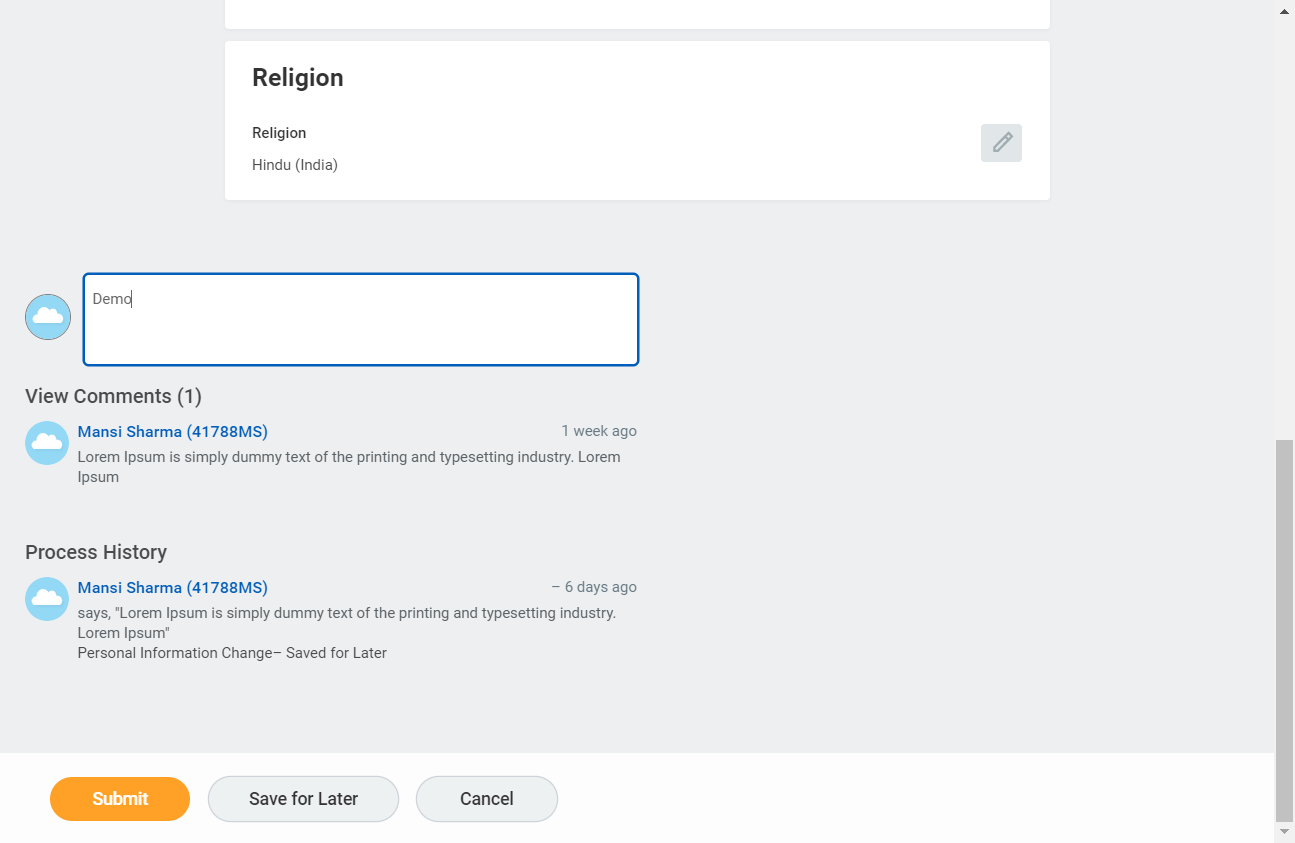 Religion
Religion
Hindu (India)
Demo
View Comments (1)
Mansi Sharma (41788MS)
1 week ago
Lorem Ipsum is simply dummy text of the printing and typesetting industry. Lorem
Ipsum
Process History
Mansi Sharma (41788MS)
– 6 days ago
says, "Lorem Ipsum is simply dummy text of the printing and typesetting industry.
Lorem Ipsum"
Personal Information Change– Saved for Later
Submit
Save for Later
Cancel